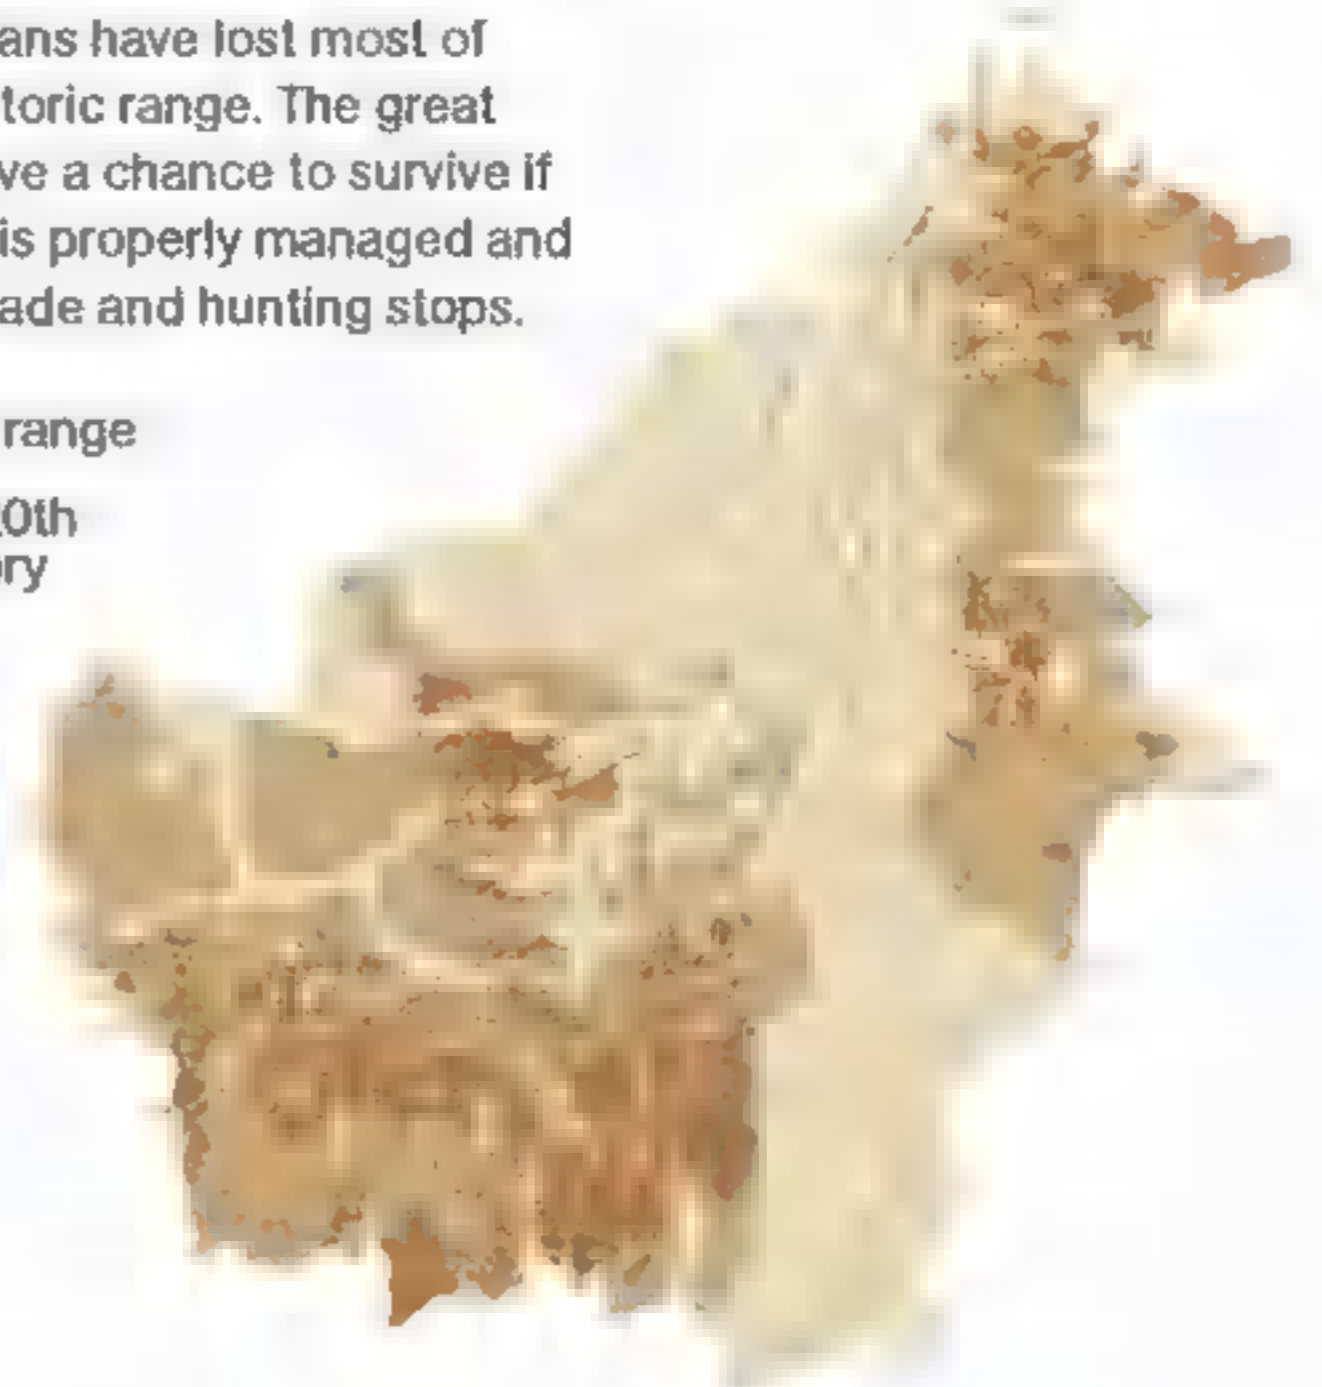 ans have lost most of
toric range. The great
ve a chance to survive if
is properly managed and
ade and hunting stops.
range
0th
ry